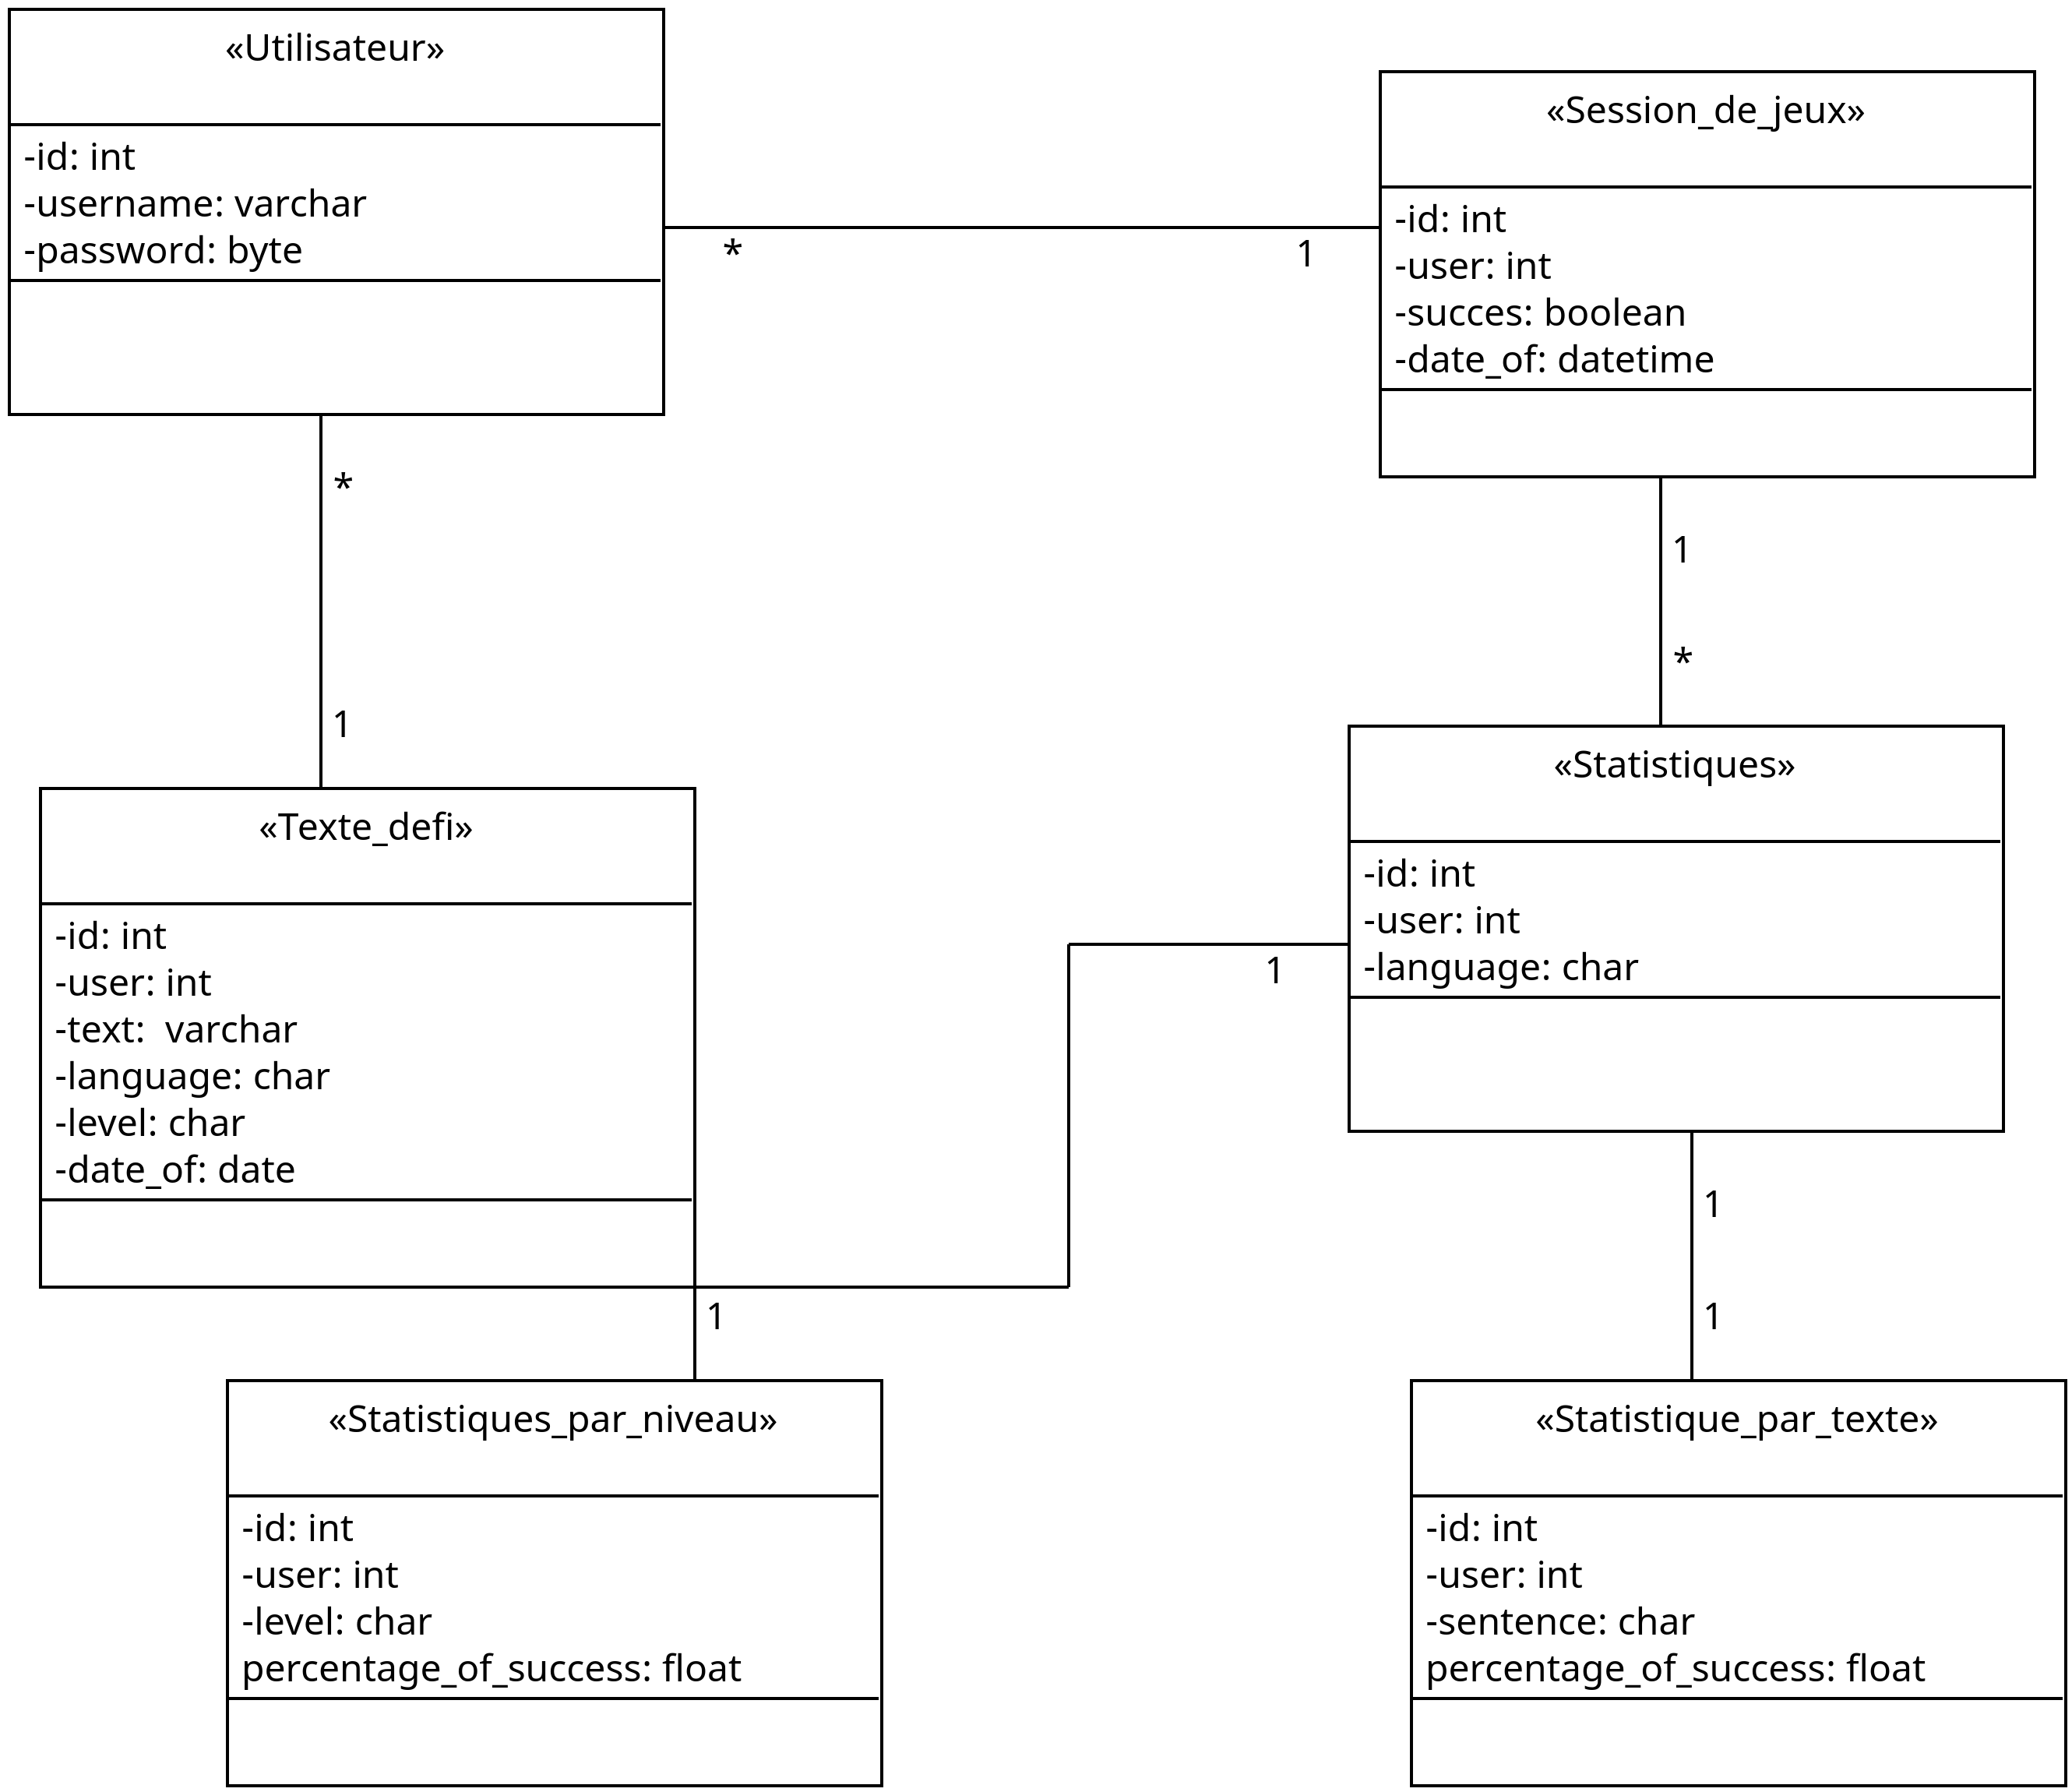 «Utilisateur»
-id: int
-username: varchar
-password: byte
*
1
«Session_de_jeux»
-id: int
-user: int
-succes: boolean
-date_of: datetime
*
1
1
*
«Texte_defi»
-id: int
-user: int
-text:  varchar
-language: char
-level: char
-date_of: date
«Statistiques»
-id: int
-user: int
-language: char
1
1
1
1
«Statistiques_par_niveau»
-id: int
-user: int
-level: char
percentage_of_success: float
«Statistique_par_texte»
-id: int
-user: int
-sentence: char
percentage_of_success: float